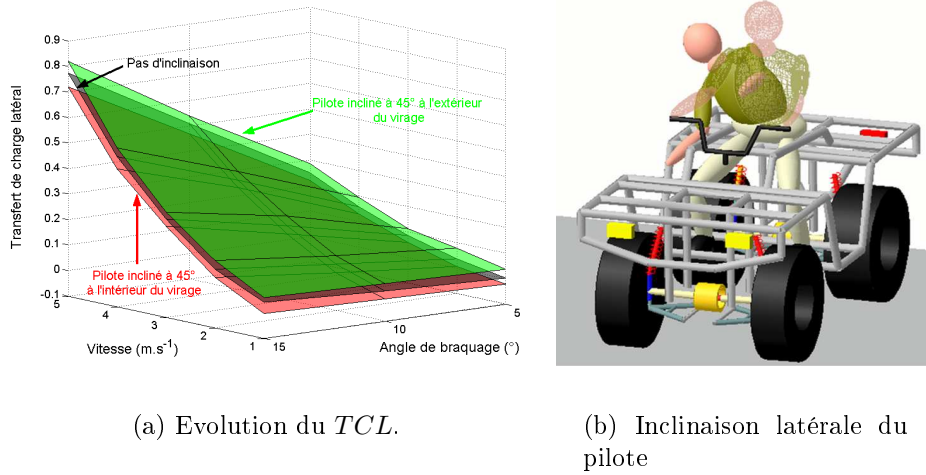 0.9
0.8
0.7
0.6
0.5
0.4
0.3
0.2
0.1
0
-0.1
Transfert de charge latéral
Pas d'inclinaison
Pilote incliné à 45° à l'extérieur
du virage
Pilote incliné à 45°
à l'intérieur du virage
5
4
3
2
1
Vitesse (m.s⁻¹)
15
10
5
Angle de braquage (°)
(a) Evolution du TCL.
(b) Inclinaison latérale du
pilote